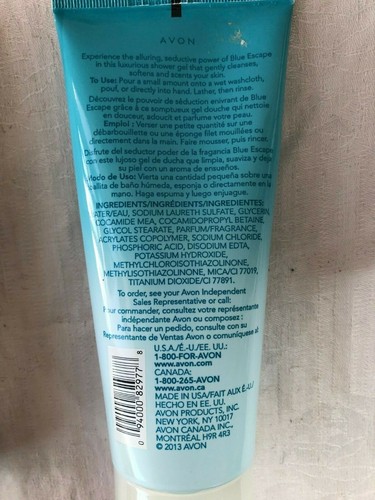 AVON
Experience the alluring, seductive power of Blue Escape
in this luxurious shower gel that gently cleanses,
softens and scents your skin.
To Use: Pour a small amount onto a wet washcloth,
pouf, or directly into hand. Lather, then rinse.
Découvrez le pouvoir de séduction enivrant de Blue
Escape grâce à ce somptueux gel douche qui nettoie
en douceur, adoucit et parfume votre peau.
Emploi : Verser une petite quantité sur une
débarbouillette ou une éponge filet mouillées ou
directement dans la main. Faire mousser, puis rincer.
Disfrute del seductor poder de la fragancia Blue Escape
con este lujoso gel de ducha que limpia, suaviza y deja
su piel con un aroma de ensueño.
Modo de Uso: Vierta una cantidad pequeña sobre una
toallita de baño húmeda, esponja o directamente en la
mano. Haga espuma y luego enjuague.
INGREDIENTS/INGRÉDIENTS/INGREDIENTES:
WATER/EAU, SODIUM LAURETH SULFATE, GLYCERIN,
COCAMIDE MEA, COCAMIDOPROPYL BETAINE,
GLYCOL STEARATE, PARFUM/FRAGRANCE,
ACRYLATES COPOLYMER, SODIUM CHLORIDE,
PHOSPHORIC ACID, DISODIUM EDTA,
POTASSIUM HYDROXIDE,
METHYLCHLOROISOTHIAZOLINONE,
METHYLISOTHIAZOLINONE, MICA/CI 77019,
TITANIUM DIOXIDE/CI 77891.
To order, see your Avon Independent
Sales Representative or call:
Pour commander, consultez votre représentante
indépendante Avon ou composez :
Para hacer un pedido, consulte con su
Representante de Ventas Avon o comuníquese al:
U.S.A./É.-U./EE. UU.:
1-800-FOR-AVON
www.avon.com
CANADA:
1-800-265-AVON
www.avon.ca
MADE IN USA/FAIT AUX É.-U./
HECHO EN EE. UU.
AVON PRODUCTS, INC.
NEW YORK, NY 10017
AVON CANADA INC.,
MONTRÉAL H9R 4R3
© 2013 AVON
0 94000 82977 8